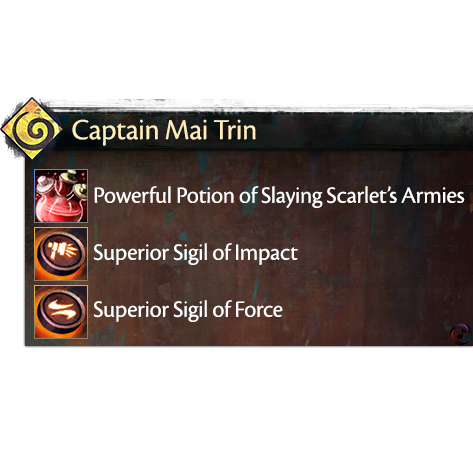 Captain Mai Trin
Powerful Potion of Slaying Scarlet's Armies
Superior Sigil of Impact
Superior Sigil of Force